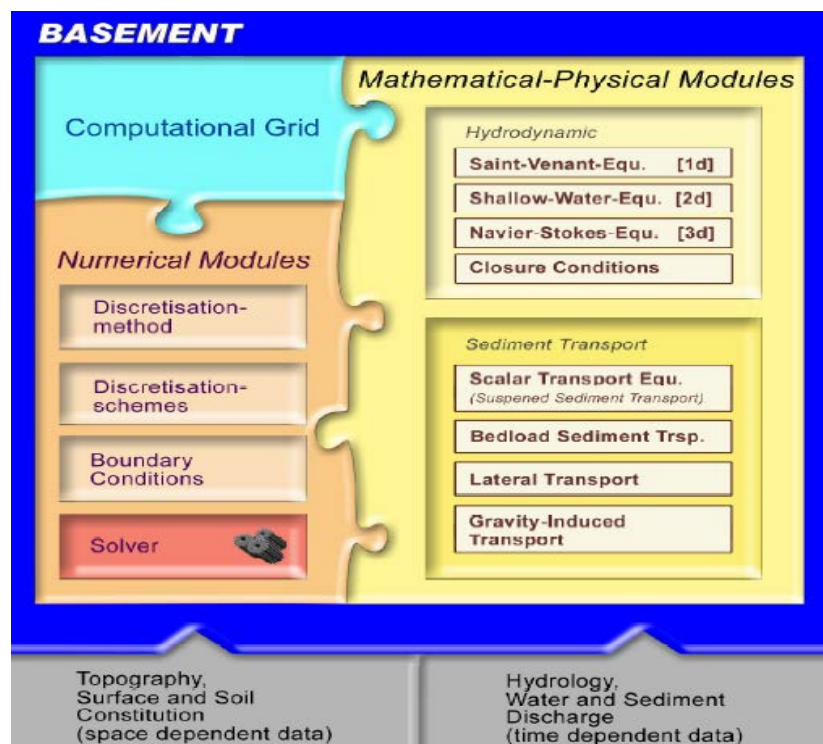 BASEMENT
Computational Grid
Numerical Modules
Discretisation-
method
Discretisation-
schemes
Boundary
Conditions
Solver
Mathematical-Physical Modules
Hydrodynamic
Saint-Venant-Equ. [1d]
Shallow-Water-Equ. [2d]
Navier-Stokes-Equ. [3d]
Closure Conditions
Sediment Transport
Scalar Transport Equ.
(Suspened Sediment Transport)
Bedload Sediment Trsp.
Lateral Transport
Gravity-Induced
Transport
Topography,
Surface and Soil
Constitution
(space dependent data)
Hydrology,
Water and Sediment
Discharge
(time dependent data)